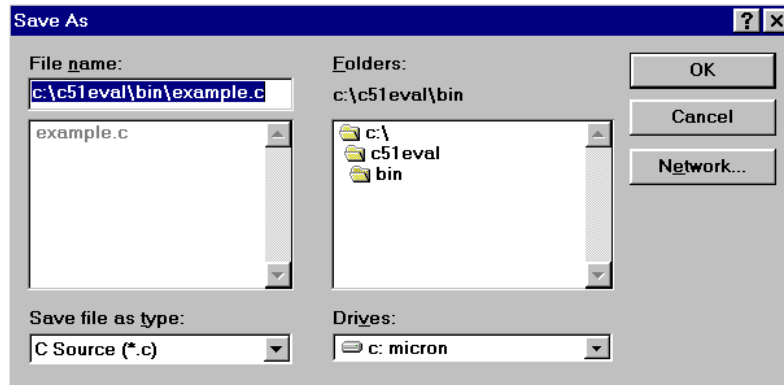 Save As
File name:
c:\c51eval\bin\example.c
example.c
Save file as type:
C Source (*.c)
Folders:
c:\c51eval\bin
c:\
c51eval
bin
Drives:
c: micron
OK
Cancel
Network...